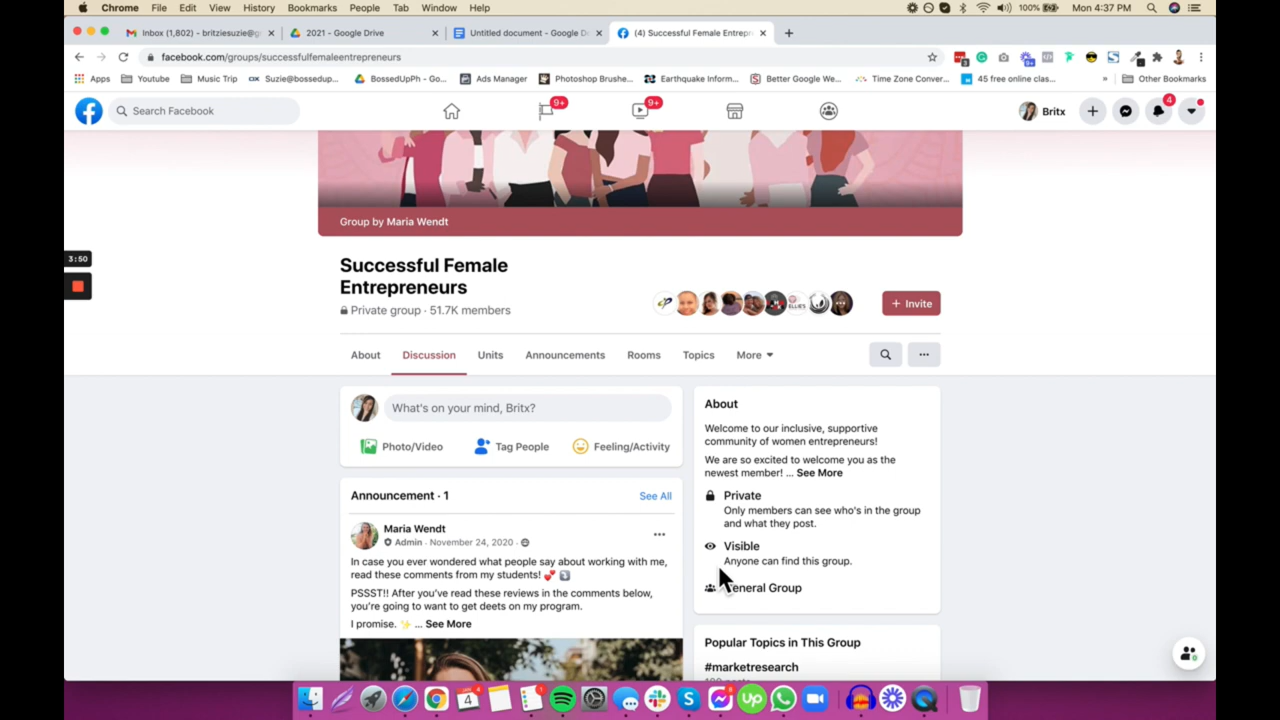 Chrome File Edit View History Bookmarks People Tab Window Help 100% Mon 4:37 PM
Inbox (1,802) - britziesuzie@g
2021 - Google Drive
Untitled document - Google D
(4) Successful Female Entrepre
facebook.com/groups/successfulfemaleentrepreneurs
Apps Youtube Music Trip Suzie@bossedup... BossedUpPh - Go... Ads Manager Photoshop Brushe... Earthquake Inform... Better Google We... Time Zone Conver... 45 free online clas... » Other Bookmarks
Search Facebook
9+
9+
Britx
4
Group by Maria Wendt
3:50
Successful Female
Entrepreneurs
Private group · 51.7K members
+ Invite
About Discussion Units Announcements Rooms Topics More
What's on your mind, Britx?
Photo/Video Tag People Feeling/Activity
Announcement · 1 See All
Maria Wendt
Admin · November 24, 2020 ·
In case you ever wondered what people say about working with me,
read these comments from my students!
PSSST!! After you've read these reviews in the comments below,
you're going to want to get deets on my program.
I promise. ... See More
About
Welcome to our inclusive, supportive
community of women entrepreneurs!
We are so excited to welcome you as the
newest member! ... See More
Private
Only members can see who's in the group
and what they post.
Visible
Anyone can find this group.
General Group
Popular Topics in This Group
#marketresearch